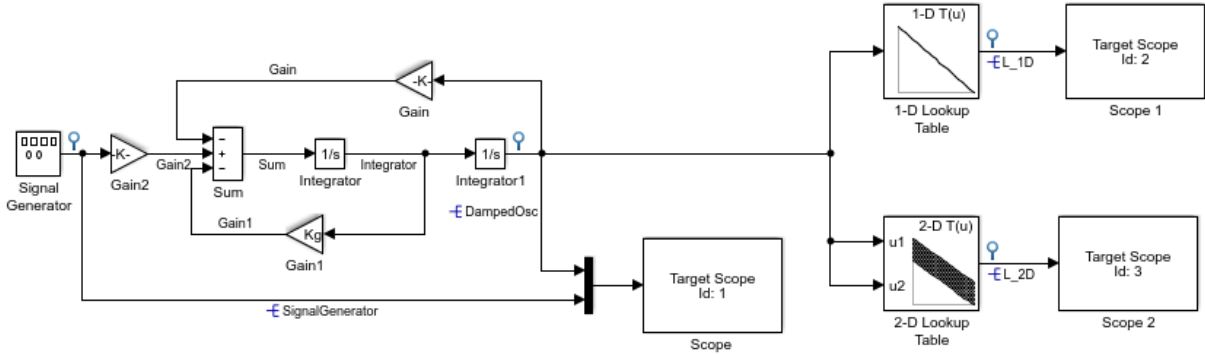 1-D T(u)
Target Scope
Id: 2
L_1D
1-D Lookup
Table
Scope 1
Gain
-K-
Gain
Signal
Generator
-K-
Gain2
Gain2
−
+
−
Sum
Sum
1/s
Integrator
Integrator
1/s
Integrator1
DampedOsc
Gain1
Kg
Gain1
SignalGenerator
Target Scope
Id: 1
Scope
2-D T(u)
u1
u2
L_2D
2-D Lookup
Table
Target Scope
Id: 3
Scope 2